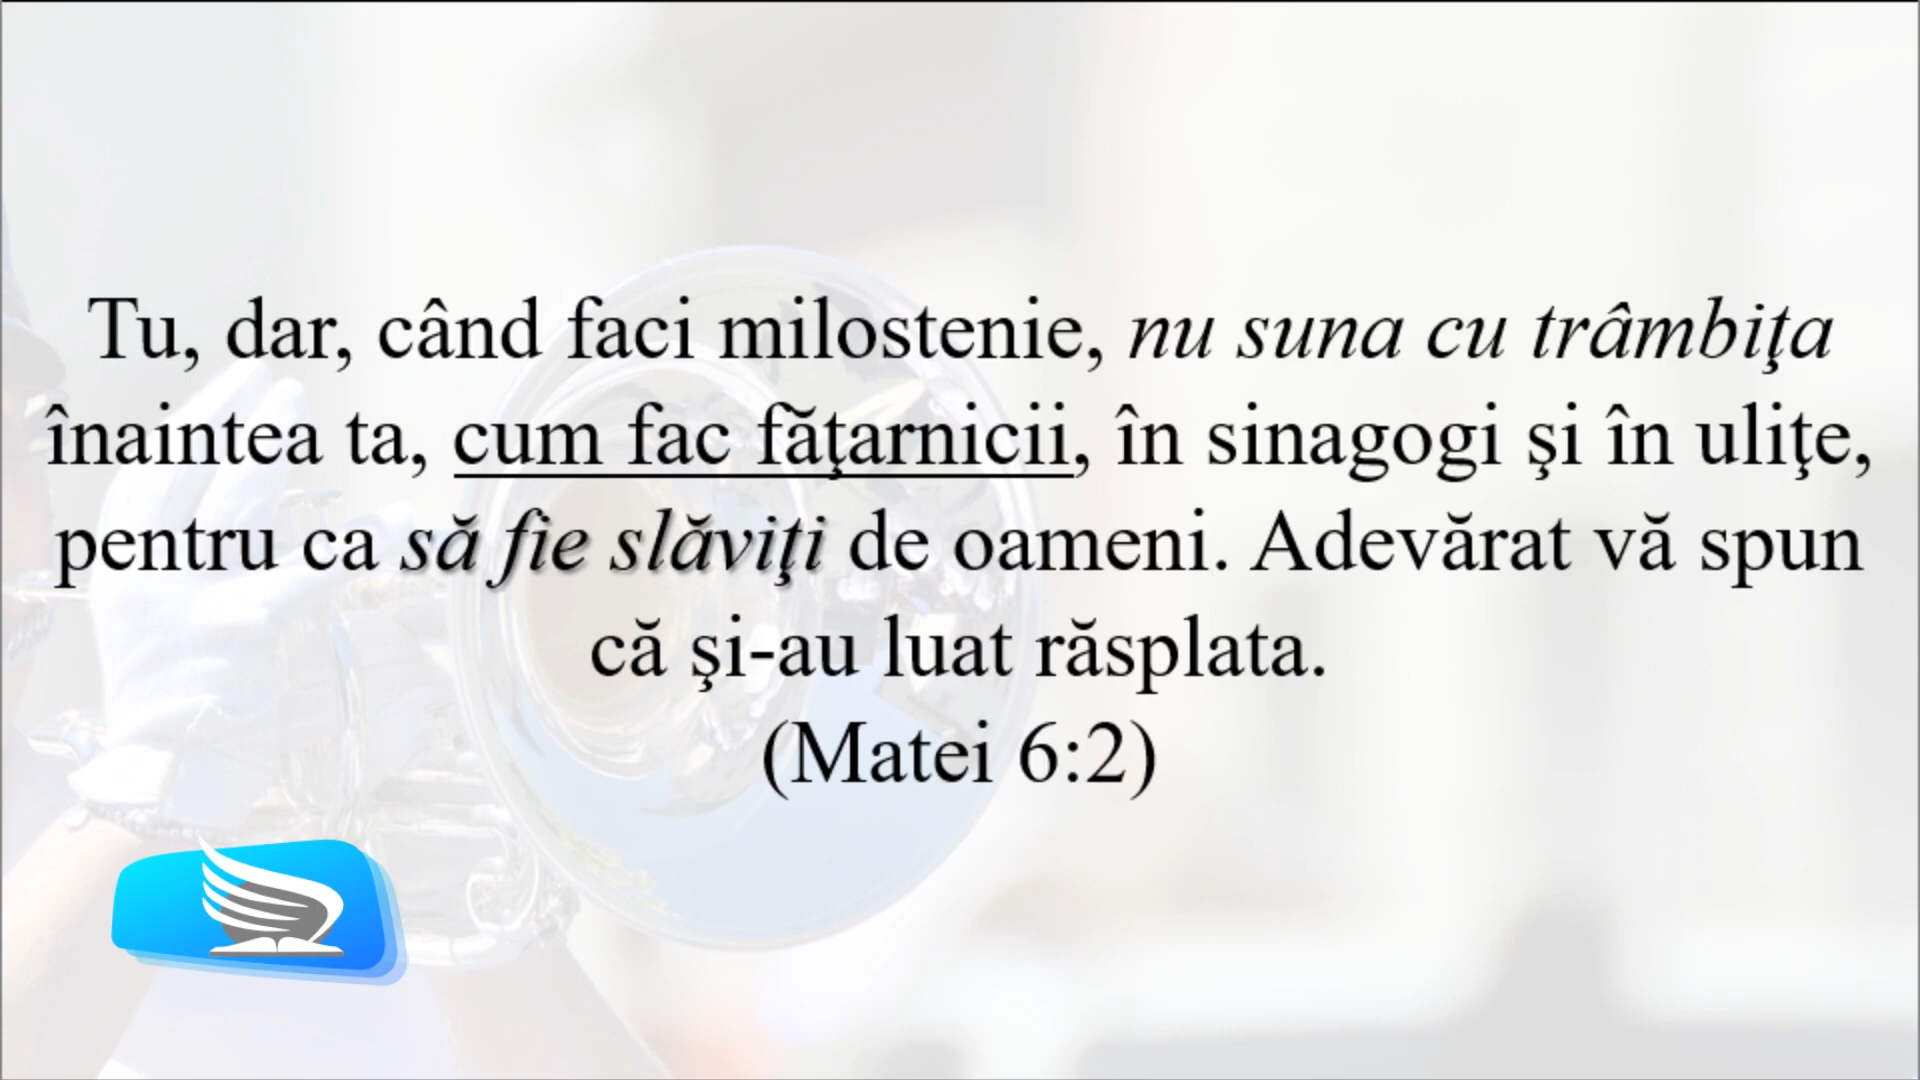 Tu, dar, când faci milostenie, nu suna cu trâmbiţa
înaintea ta, cum fac făţarnicii, în sinagogi şi în uliţe,
pentru ca să fie slăviţi de oameni. Adevărat vă spun
că şi-au luat răsplata.
(Matei 6:2)